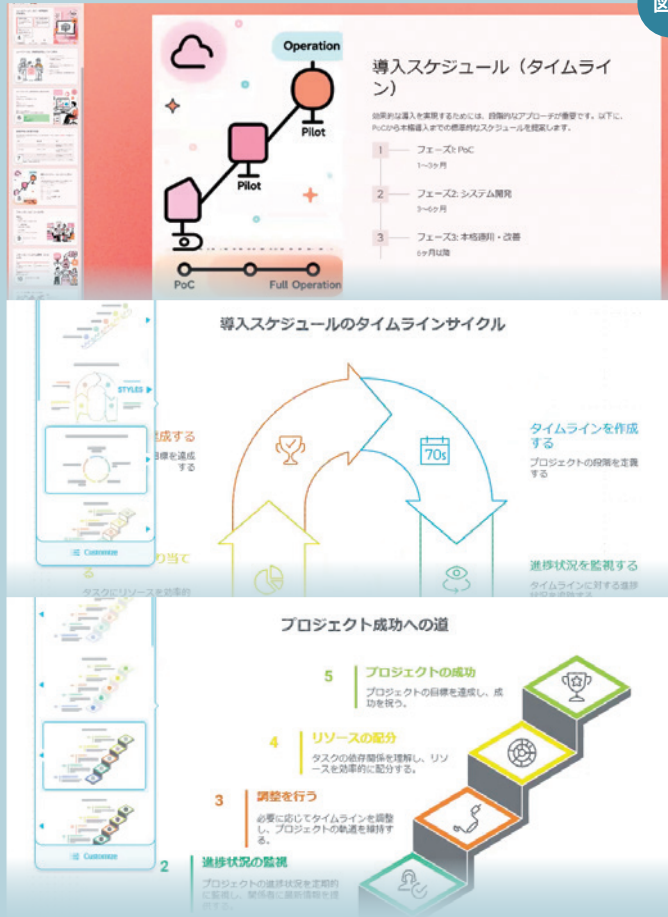 図
Operation
Pilot
Pilot
PoC
Full Operation
導入スケジュール（タイムライ
ン）
効果的な導入を実現するためには、段階的なアプローチが重要です。以下に、
PoCから本格導入までの標準的なスケジュールを提案します。
1
フェーズ1: PoC
1〜3ヶ月
2
フェーズ2: システム開発
3〜6ヶ月
3
フェーズ3: 本格運用・改善
6ヶ月以降
導入スケジュールのタイムラインサイクル
STYLES
成する
目標を達成
する
り当て
る
タスクにリソースを効率的
70s
タイムラインを作成
する
プロジェクトの段階を定義
する
進捗状況を監視する
タイムラインに対する進捗
Customize
プロジェクト成功への道
5
プロジェクトの成功
プロジェクトの目標を達成し、成
功を祝う。
4
リソースの配分
タスクの依存関係を理解し、リソ
ースを効率的に配分する。
3
調整を行う
必要に応じてタイムラインを調整
し、プロジェクトの軌道を維持す
る。
Customize
2
進捗状況の監視
プロジェクトの進捗状況を定期的
に監視し、関係者に最新情報を提
供する。